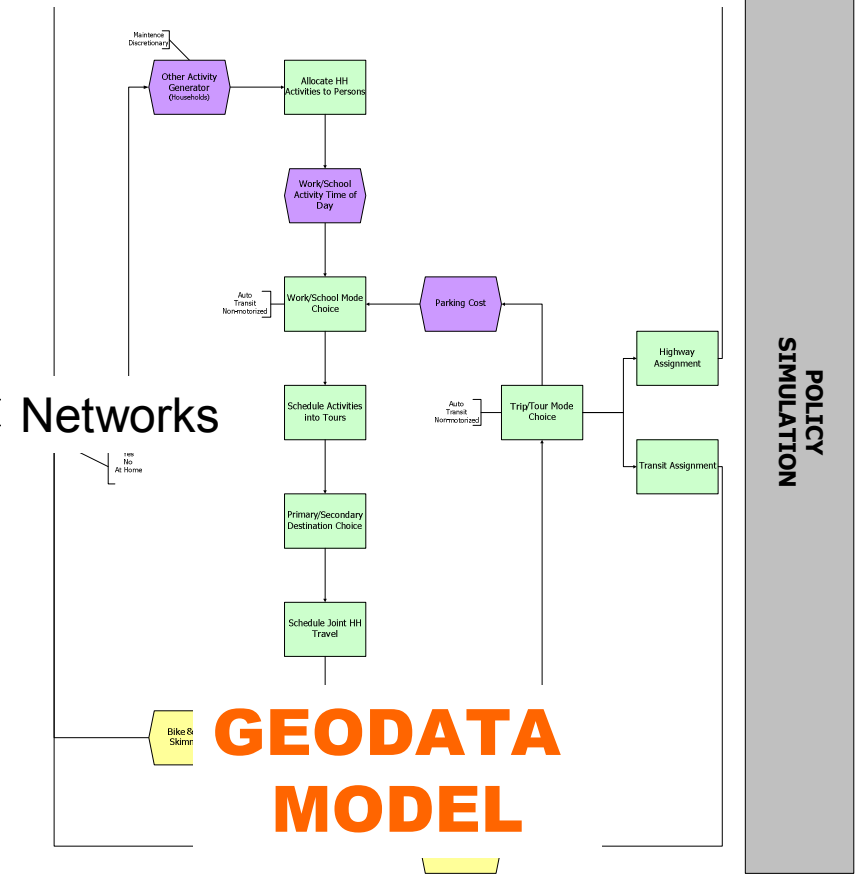 Maintence
Discretionary
Other Activity
Generator
(Households)
Allocate HH
Activities to Persons
Work/School
Activity Time of
Day
Auto
Transit
Non-motorized
Work/School Mode
Choice
Parking Cost
Highway
Assignment
Networks
Schedule Activities
into Tours
Auto
Transit
Non-motorized
Trip/Tour Mode
Choice
Transit Assignment
Yes
No
At Home
Primary/Secondary
Destination Choice
Schedule Joint HH
Travel
Bike &
GEODATA
MODEL
POLICY
SIMULATION